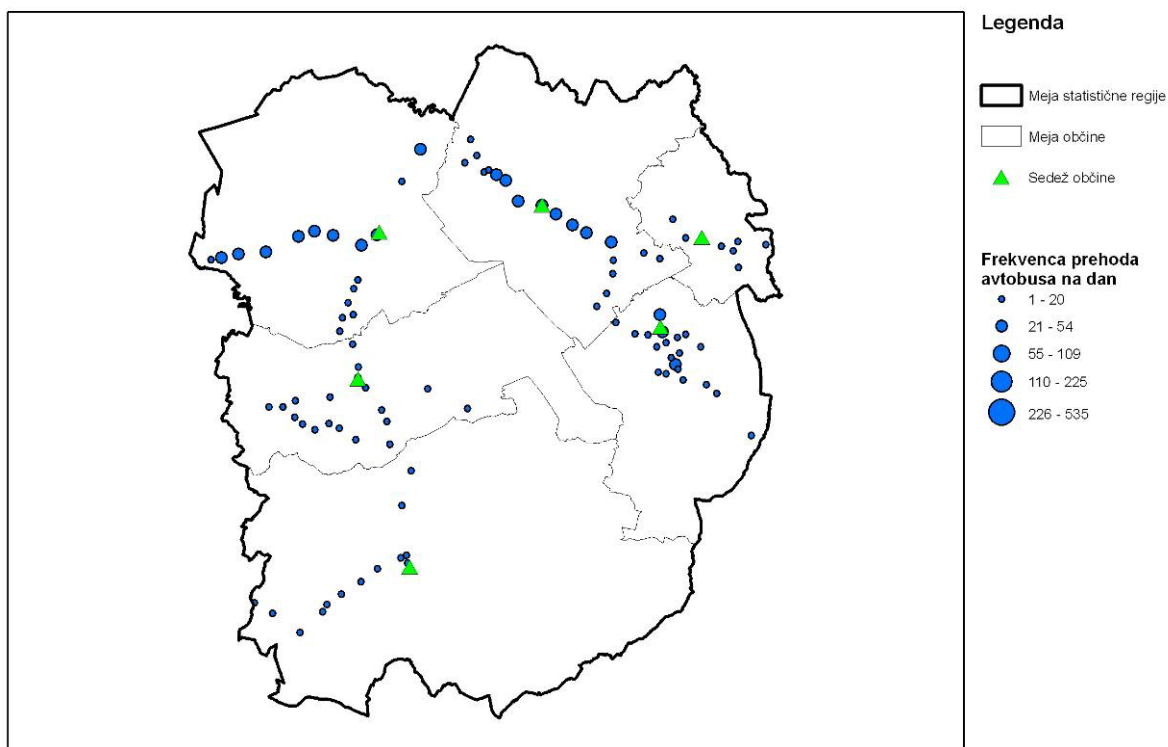 Legenda
Meja statistične regije
Meja občine
Sedež občine
Frekvenca prehoda
avtobusa na dan
1 - 20
21 - 54
55 - 109
110 - 225
226 - 535